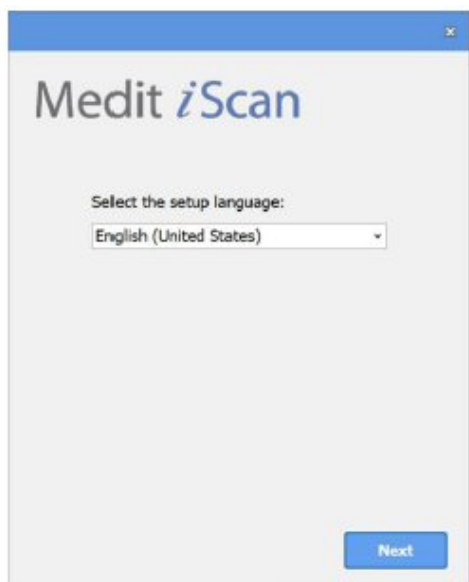 Medit iScan
Select the setup language:
English (United States)
Next